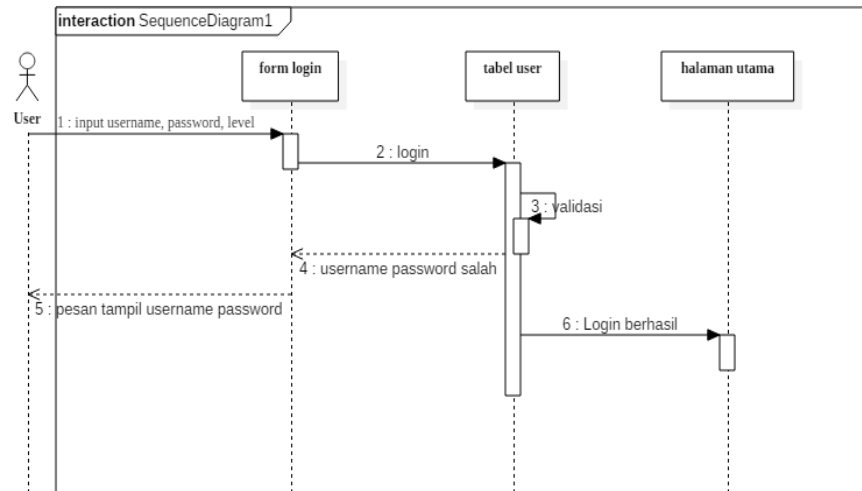 interaction SequenceDiagram1
form login
tabel user
halaman utama
User
1 : input username, password, level
2 : login
3 : validasi
4 : username password salah
5 : pesan tampil username password
6 : Login berhasil